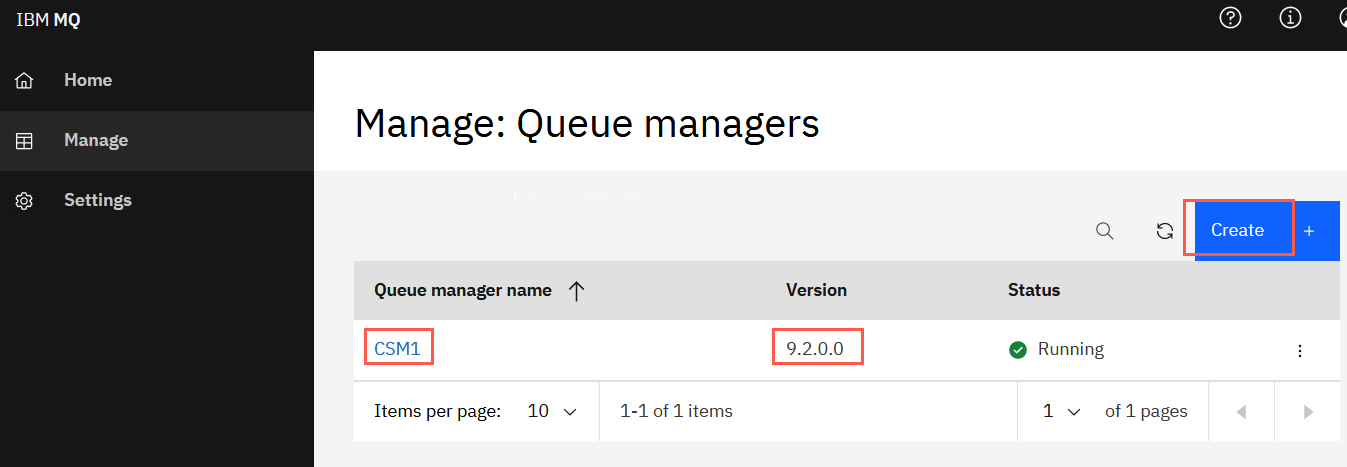 IBM MQ
Home
Manage
Settings
Manage: Queue managers
Create +
Queue manager name Version Status
CSM1 9.2.0.0 Running
Items per page: 10 1-1 of 1 items 1 of 1 pages